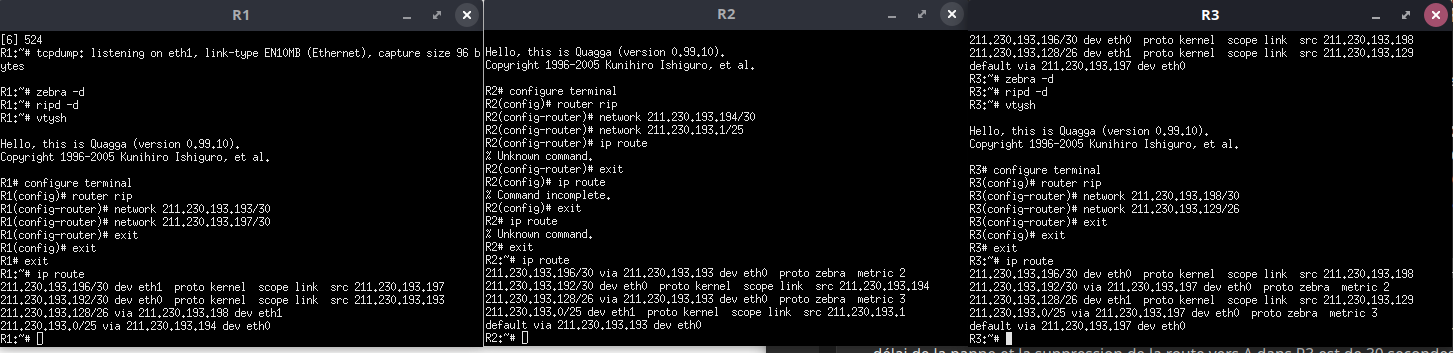 R1
[6] 524
R1:~# tcpdump: listening on eth1, link-type EN10MB (Ethernet), capture size 96 b
ytes

R1:~# zebra -d
R1:~# ripd -d
R1:~# vtysh

Hello, this is Quagga (version 0.99.10).
Copyright 1996-2005 Kunihiro Ishiguro, et al.

R1# configure terminal
R1(config)# router rip
R1(config-router)# network 211.230.193.193/30
R1(config-router)# network 211.230.193.197/30
R1(config-router)# exit
R1(config)# exit
R1# exit
R1:~# ip route
211.230.193.196/30 dev eth1  proto kernel  scope link  src 211.230.193.197
211.230.193.192/30 dev eth0  proto kernel  scope link  src 211.230.193.193
211.230.193.128/26 via 211.230.193.198 dev eth1
211.230.193.0/25 via 211.230.193.194 dev eth0
R1:~#
R2
Hello, this is Quagga (version 0.99.10).
Copyright 1996-2005 Kunihiro Ishiguro, et al.

R2# configure terminal
R2(config)# router rip
R2(config-router)# network 211.230.193.194/30
R2(config-router)# network 211.230.193.1/25
R2(config-router)# ip route
% Unknown command.
R2(config-router)# exit
R2(config)# ip route
% Command incomplete.
R2(config)# exit
R2# ip route
% Unknown command.
R2# exit
R2:~# ip route
211.230.193.196/30 via 211.230.193.193 dev eth0  proto zebra  metric 2
211.230.193.192/30 dev eth0  proto kernel  scope link  src 211.230.193.194
211.230.193.128/26 via 211.230.193.193 dev eth0  proto zebra  metric 3
211.230.193.0/25 dev eth1  proto kernel  scope link  src 211.230.193.1
default via 211.230.193.193 dev eth0
R2:~#
R3
211.230.193.196/30 dev eth0  proto kernel  scope link  src 211.230.193.198
211.230.193.128/26 dev eth1  proto kernel  scope link  src 211.230.193.129
default via 211.230.193.197 dev eth0
R3:~# zebra -d
R3:~# ripd -d
R3:~# vtysh

Hello, this is Quagga (version 0.99.10).
Copyright 1996-2005 Kunihiro Ishiguro, et al.

R3# configure terminal
R3(config)# router rip
R3(config-router)# network 211.230.193.198/30
R3(config-router)# network 211.230.193.129/26
R3(config-router)# exit
R3(config)# exit
R3# exit
R3:~# ip route
211.230.193.196/30 dev eth0  proto kernel  scope link  src 211.230.193.198
211.230.193.192/30 via 211.230.193.197 dev eth0  proto zebra  metric 2
211.230.193.128/26 dev eth1  proto kernel  scope link  src 211.230.193.129
211.230.193.0/25 via 211.230.193.197 dev eth0  proto zebra  metric 3
default via 211.230.193.197 dev eth0
R3:~#
délai de la panne et la suppression de la route vers A dans R3 est de 30 secondes